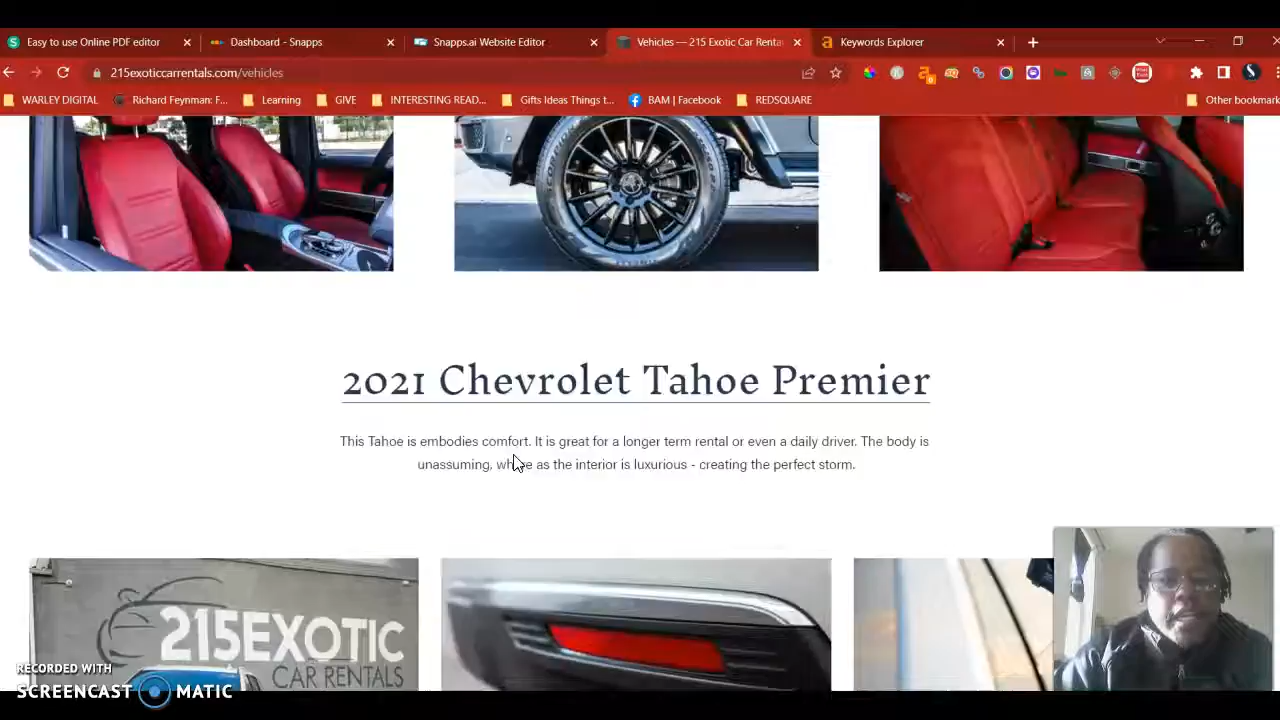 Easy to use Online PDF editor
Dashboard - Snapps
Snapps.ai Website Editor
Vehicles — 215 Exotic Car Renta
Keywords Explorer
215exoticcarrentals.com/vehicles
WARLEY DIGITAL
Richard Feynman: F...
Learning
GIVE
INTERESTING READ...
Gifts Ideas Things t...
BAM | Facebook
REDSQUARE
Other bookmark
2021 Chevrolet Tahoe Premier
This Tahoe is embodies comfort. It is great for a longer term rental or even a daily driver. The body is
unassuming, where as the interior is luxurious - creating the perfect storm.
215EXOTIC
CAR RENTALS
RECORDED WITH
SCREENCAST MATIC